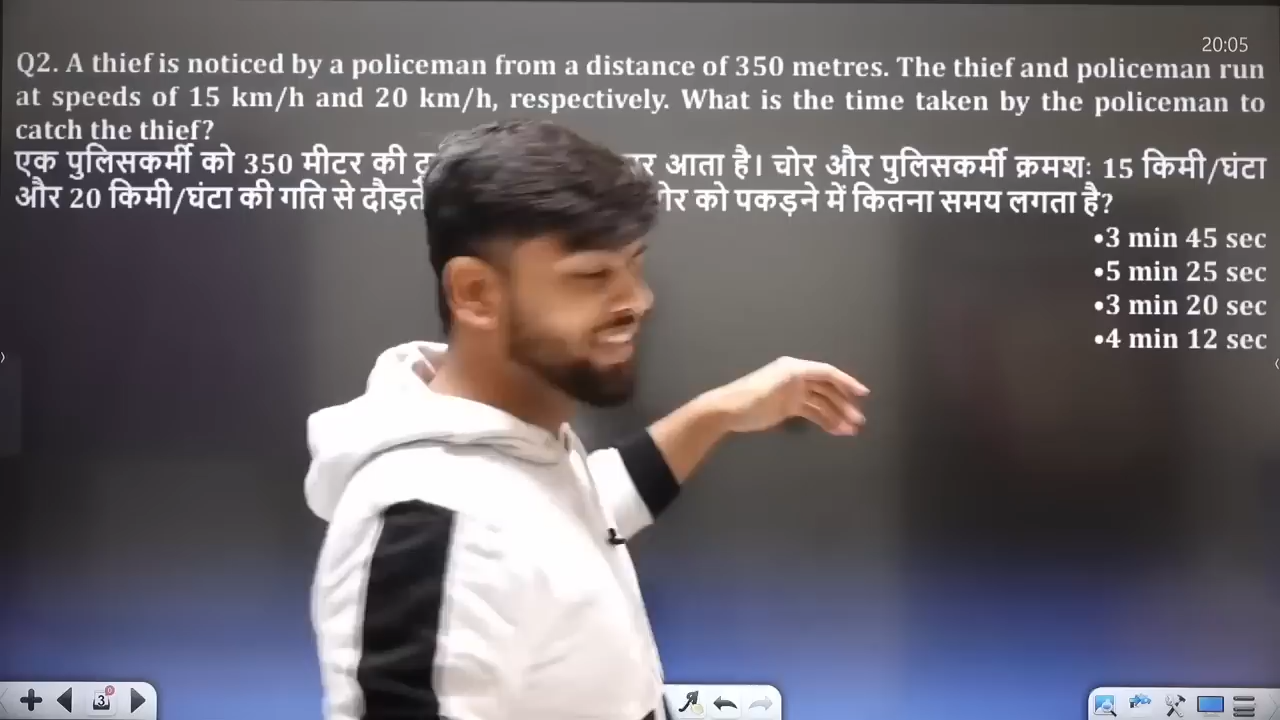 20:05
Q2. A thief is noticed by a policeman from a distance of 350 metres. The thief and policeman run
at speeds of 15 km/h and 20 km/h, respectively. What is the time taken by the policeman to
catch the thief?
एक पुलिसकर्मी को 350 मीटर की आता है। चोर और पुलिसकर्मी क्रमशः 15 किमी/घंटा
और 20 किमी/घंटा की गति से को पकड़ने में कितना समय लगता है?
•3 min 45 sec
•5 min 25 sec
•3 min 20 sec
•4 min 12 sec
3